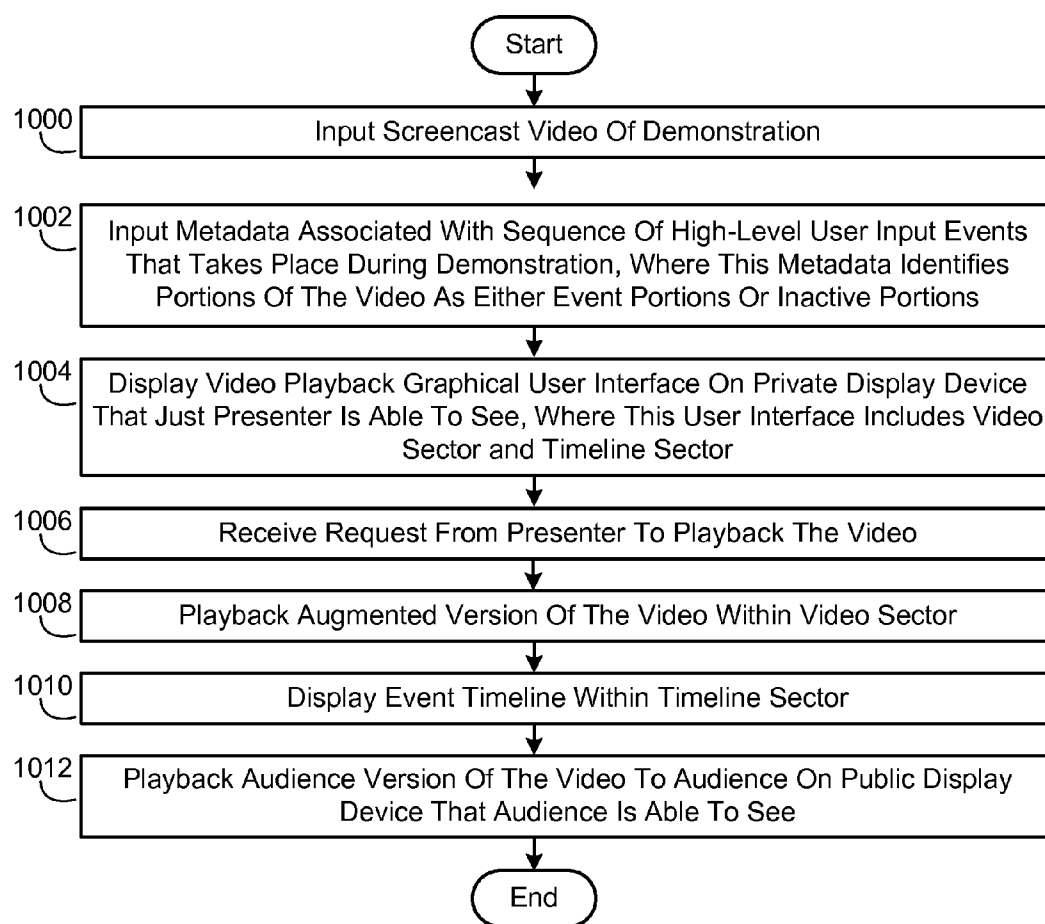 Start
1000
Input Screencast Video Of Demonstration
1002
Input Metadata Associated With Sequence Of High-Level User Input Events
That Takes Place During Demonstration, Where This Metadata Identifies
Portions Of The Video As Either Event Portions Or Inactive Portions
1004
Display Video Playback Graphical User Interface On Private Display Device
That Just Presenter Is Able To See, Where This User Interface Includes Video
Sector and Timeline Sector
1006
Receive Request From Presenter To Playback The Video
1008
Playback Augmented Version Of The Video Within Video Sector
1010
Display Event Timeline Within Timeline Sector
1012
Playback Audience Version Of The Video To Audience On Public Display
Device That Audience Is Able To See
End